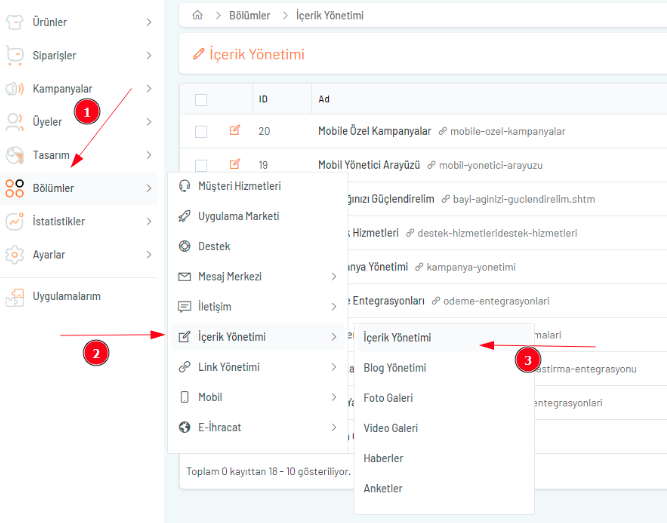 Ürünler
Siparişler
Kampanyalar
Üyeler
Tasarım
Bölümler
İstatistikler
Ayarlar
Uygulamalarım
1
2
3
Bölümler > İçerik Yönetimi
İçerik Yönetimi
ID Ad
20 Mobile Özel Kampanyalar mobile-ozel-kampanyalar
19 Mobil Yönetici Arayüzü mobil-yonetici-arayuzu
ğınızı Güçlendirelim bayi-aginizi-guclendirelim.shtm
k Hizmetleri destek-hizmetleridestek-hizmetleri
anya Yönetimi kampanya-yonetimi
e Entegrasyonları odeme-entegrasyonlari
malari
astirma-entegrasyonu
entegrasyonlari
Toplam 0 kayıttan 18 - 10 gösteriliyor.
Müşteri Hizmetleri
Uygulama Marketi
Destek
Mesaj Merkezi
İletişim
İçerik Yönetimi
Link Yönetimi
Mobil
E-İhracat
İçerik Yönetimi
Blog Yönetimi
Foto Galeri
Video Galeri
Haberler
Anketler